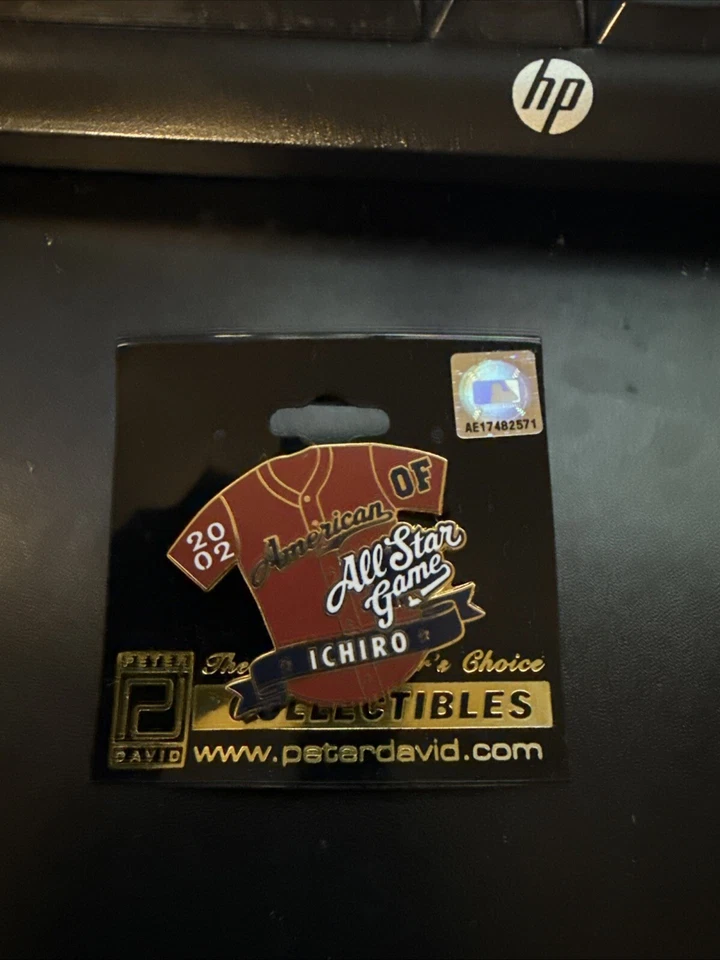 hp
AE17482571
OF
2002
American
All Star
Game
ICHIRO
PETER
DAVID
The 's Choice
COLLECTIBLES
www.peterdavid.com